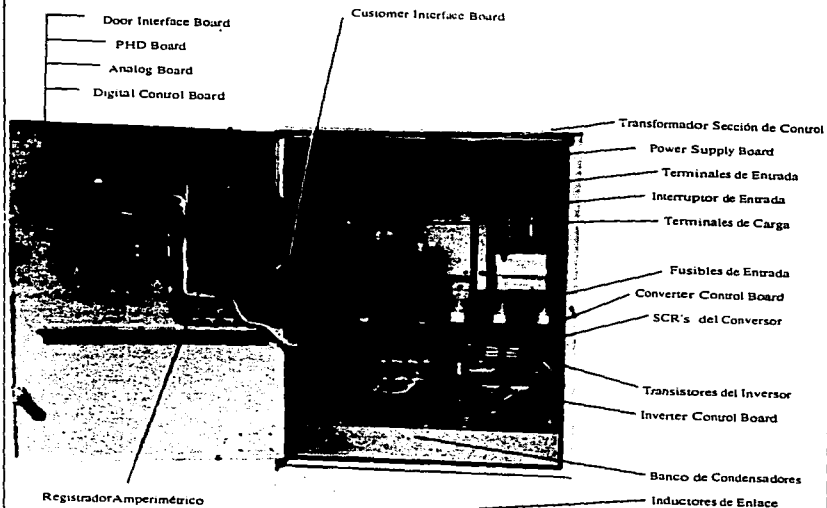 Door Interface Board
PHD Board
Analog Board
Digital Control Board
Customer Interface Board
Transformador Sección de Control
Power Supply Board
Terminales de Entrada
Interruptor de Entrada
Terminales de Carga
Fusibles de Entrada
Converter Control Board
SCR's del Conversor
Transistores del Inversor
Inverter Control Board
Banco de Condensadores
Inductores de Enlace
RegistradorAmperimétrico